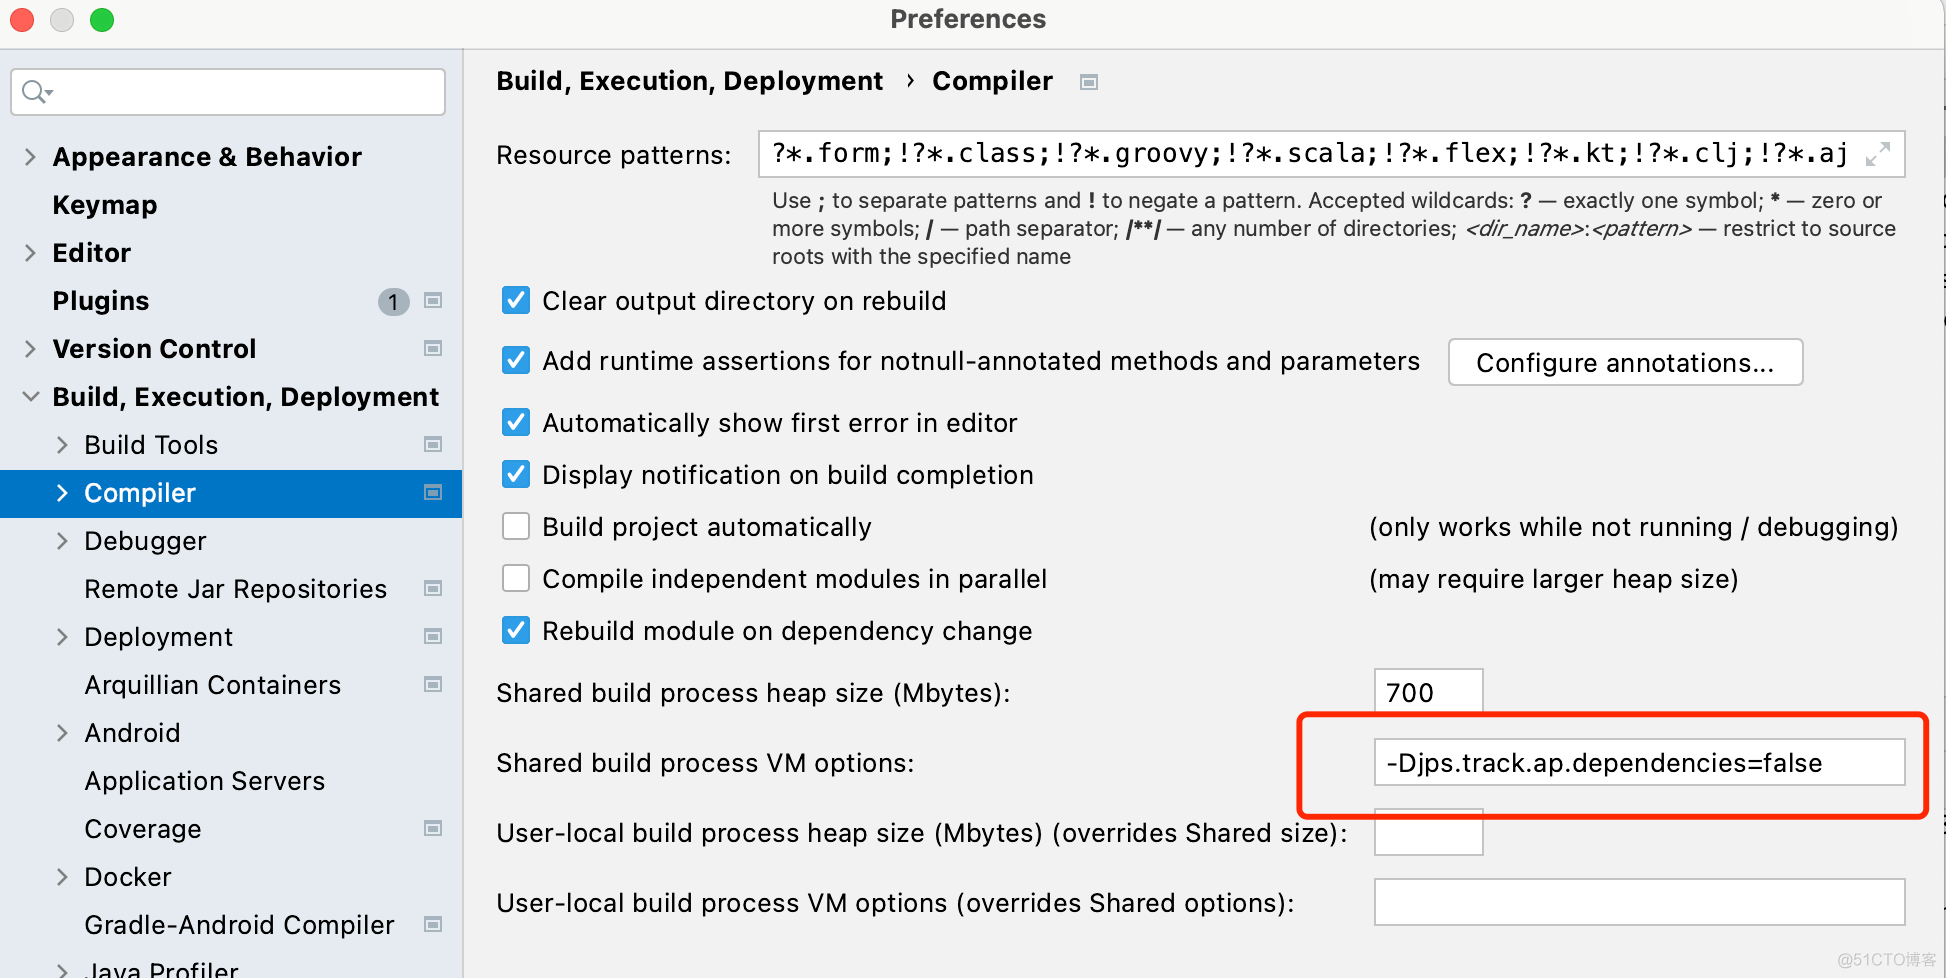 Preferences
Appearance & Behavior
Keymap
Editor
Plugins 1
Version Control
Build, Execution, Deployment
Build Tools
Compiler
Debugger
Remote Jar Repositories
Deployment
Arquillian Containers
Android
Application Servers
Coverage
Docker
Gradle-Android Compiler
Java Profiler
Build, Execution, Deployment › Compiler
Resource patterns: ?*.form;!?*.class;!?*.groovy;!?*.scala;!?*.flex;!?*.kt;!?*.clj;!?*.aj
Use ; to separate patterns and ! to negate a pattern. Accepted wildcards: ? — exactly one symbol; * — zero or
more symbols; / — path separator; /**/ — any number of directories; <dir_name>:<pattern> — restrict to source
roots with the specified name
Clear output directory on rebuild
Add runtime assertions for notnull-annotated methods and parameters Configure annotations...
Automatically show first error in editor
Display notification on build completion
Build project automatically (only works while not running / debugging)
Compile independent modules in parallel (may require larger heap size)
Rebuild module on dependency change
Shared build process heap size (Mbytes): 700
Shared build process VM options: -Djps.track.ap.dependencies=false
User-local build process heap size (Mbytes) (overrides Shared size):
User-local build process VM options (overrides Shared options):
@51CTO博客